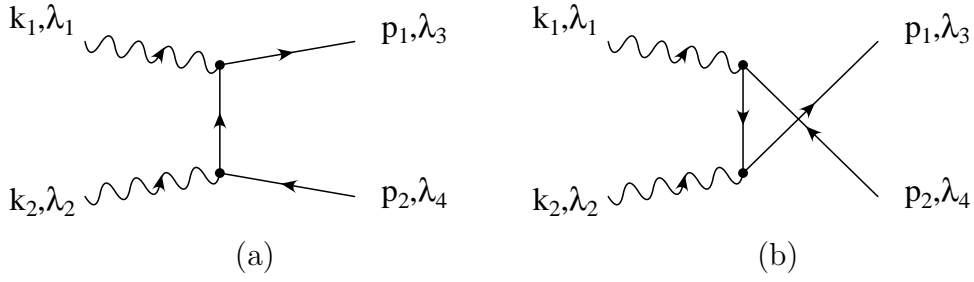 k₁,λ₁ p₁,λ₃ k₁,λ₁ p₁,λ₃
k₂,λ₂ p₂,λ₄ k₂,λ₂ p₂,λ₄
(a) (b)